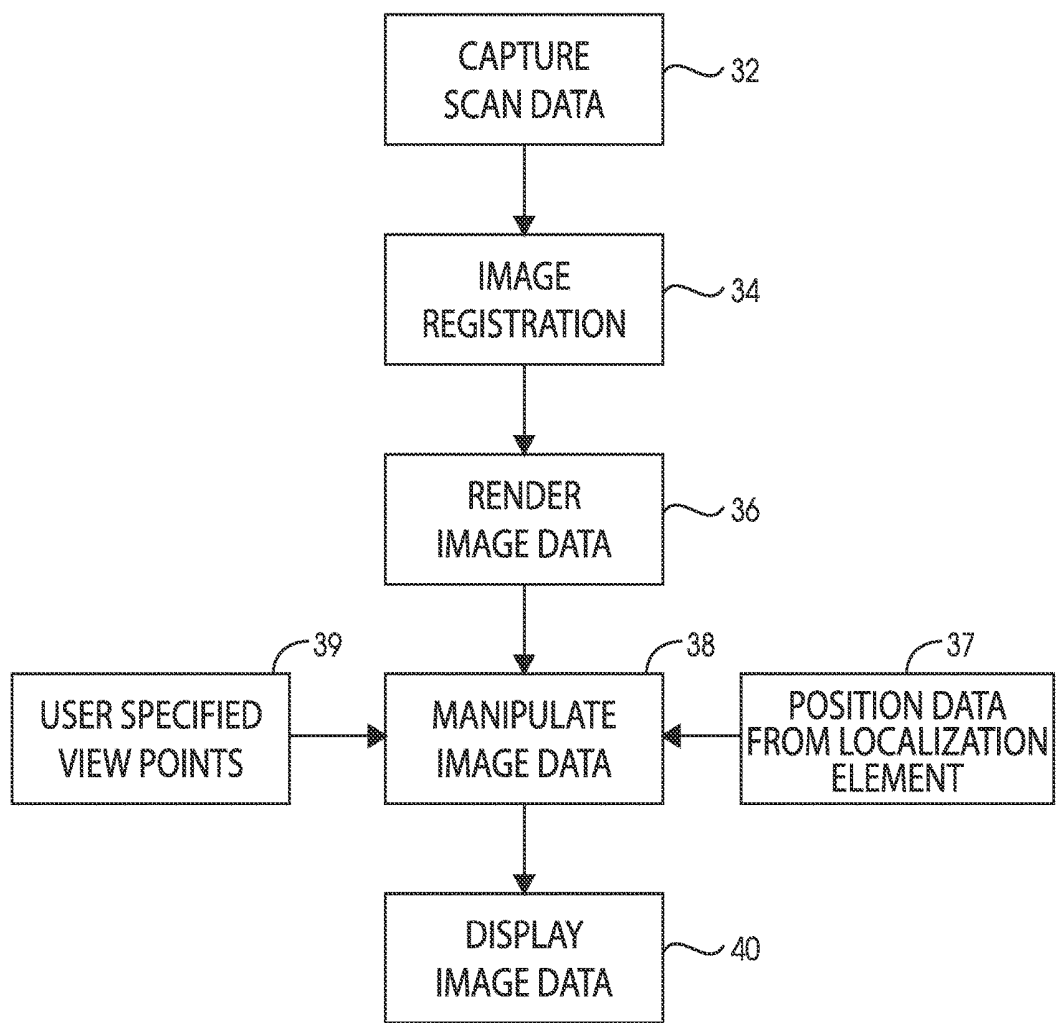 CAPTURE
SCAN DATA
32
IMAGE
REGISTRATION
34
RENDER
IMAGE DATA
36
39
38
37
USER SPECIFIED
VIEW POINTS
MANIPULATE
IMAGE DATA
POSITION DATA
FROM LOCALIZATION
ELEMENT
DISPLAY
IMAGE DATA
40